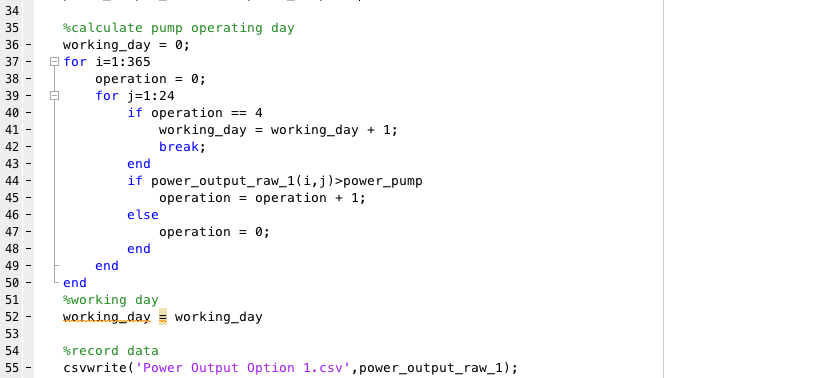 34
35 %calculate pump operating day
36 - working_day = 0;
37 - for i=1:365
38 - operation = 0;
39 - for j=1:24
40 - if operation == 4
41 - working_day = working_day + 1;
42 - break;
43 - end
44 - if power_output_raw_1(i,j)>power_pump
45 - operation = operation + 1;
46 - else
47 - operation = 0;
48 - end
49 - end
50 - end
51 %working day
52 - working_day = working_day
53
54 %record data
55 - csvwrite('Power Output Option 1.csv',power_output_raw_1);